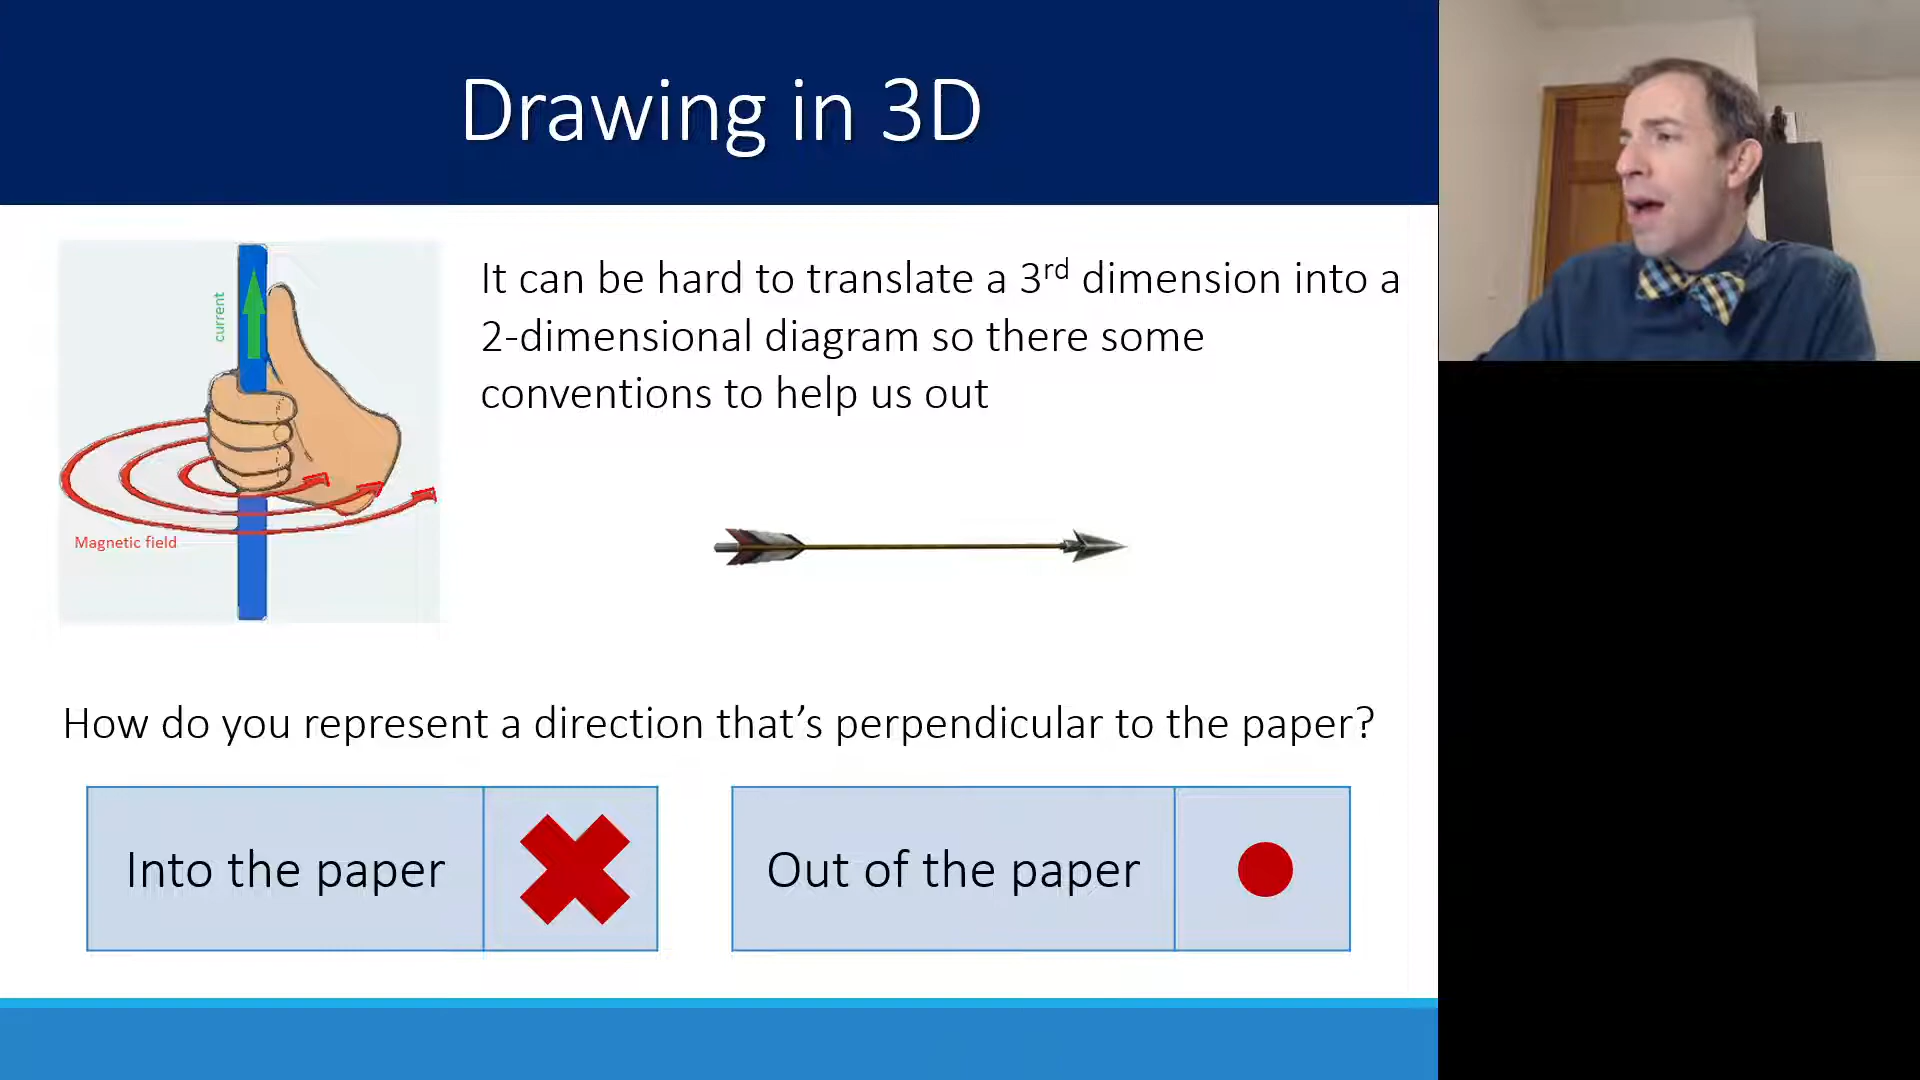 Drawing in 3D
current
Magnetic field
It can be hard to translate a 3rd dimension into a
2-dimensional diagram so there some
conventions to help us out
How do you represent a direction that’s perpendicular to the paper?
Into the paper
Out of the paper